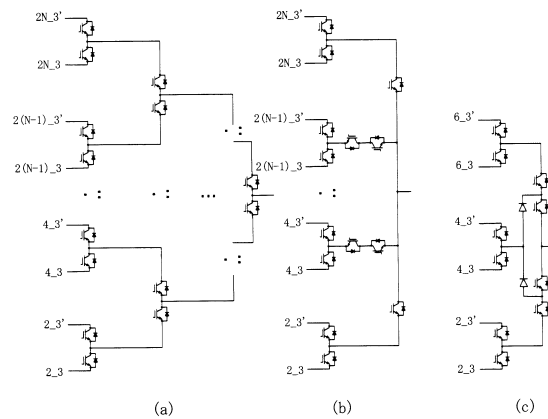 2N_3'
2N_3
2(N-1)_3'
2(N-1)_3
4_3'
4_3
2_3'
2_3
(a)
2N_3'
2N_3
2(N-1)_3'
2(N-1)_3
4_3'
4_3
2_3'
2_3
(b)
6_3'
6_3
4_3'
4_3
2_3'
2_3
(c)